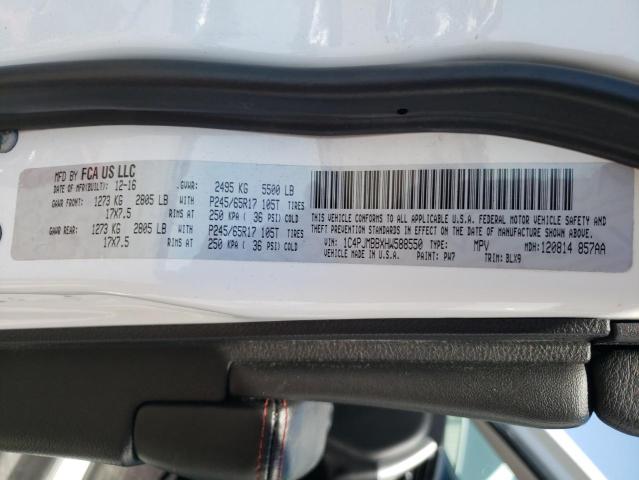 MFD BY FCA US LLC
DATE OF MFR(BUILT): 12-16 GVWR: 2495 KG 5500 LB
GAWR FRONT: 1273 KG 2805 LB WITH P245/65R17 105T TIRES
17X7.5 RIMS AT 250 KPA ( 36 PSI) COLD
GAWR REAR: 1273 KG 2805 LB WITH P245/65R17 105T TIRES
17X7.5 RIMS AT 250 KPA ( 36 PSI) COLD
THIS VEHICLE CONFORMS TO ALL APPLICABLE U.S.A. FEDERAL MOTOR VEHICLE SAFETY AND
THEFT PREVENTION STANDARDS IN EFFECT ON THE DATE OF MANUFACTURE SHOWN ABOVE.
VIN: 1C4PJMBBXHW588550 TYPE: MPV MDH: 120814 857AA
VEHICLE MADE IN U.S.A. PAINT: PW7 TRIM: BLX9